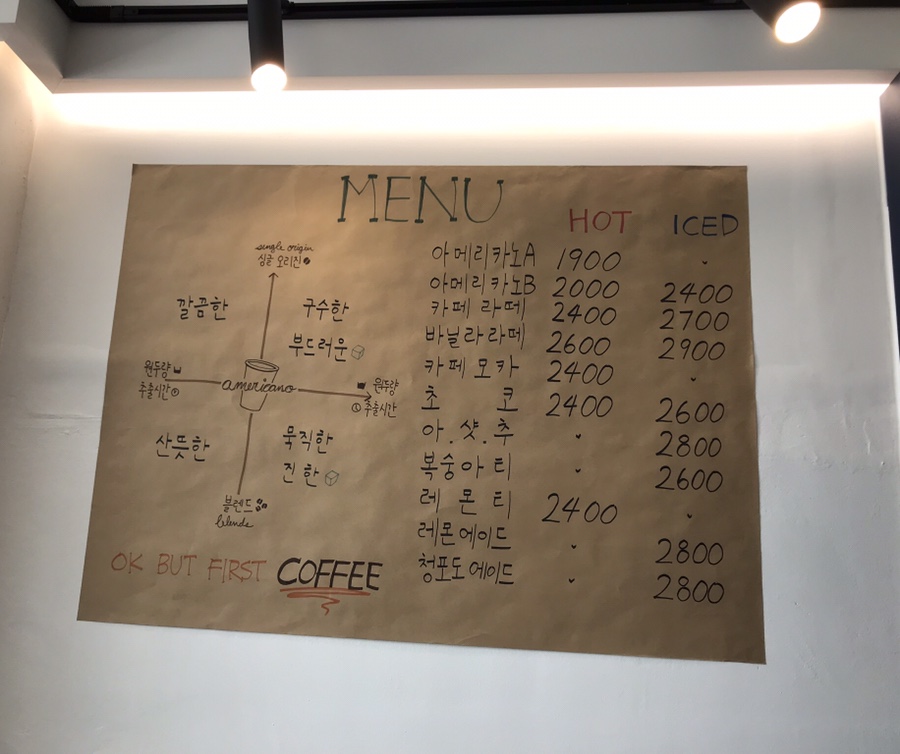 MENU
HOT ICED
single origin
싱글 오리진
깔끔한
구수한
부드러운
원두량
추출시간
americano
원두량
추출시간
산뜻한
묵직한
진한
블렌드
blends
OK BUT FIRST COFFEE
아메리카노A 1900
아메리카노B 2000 2400
카페 라떼 2400 2700
바닐라라떼 2600 2900
카페 모카 2400
초 코 2400 2600
아.샷.추 2800
복숭아 티 2600
레 몬 티 2400
레몬에이드 2800
청포도에이드 2800